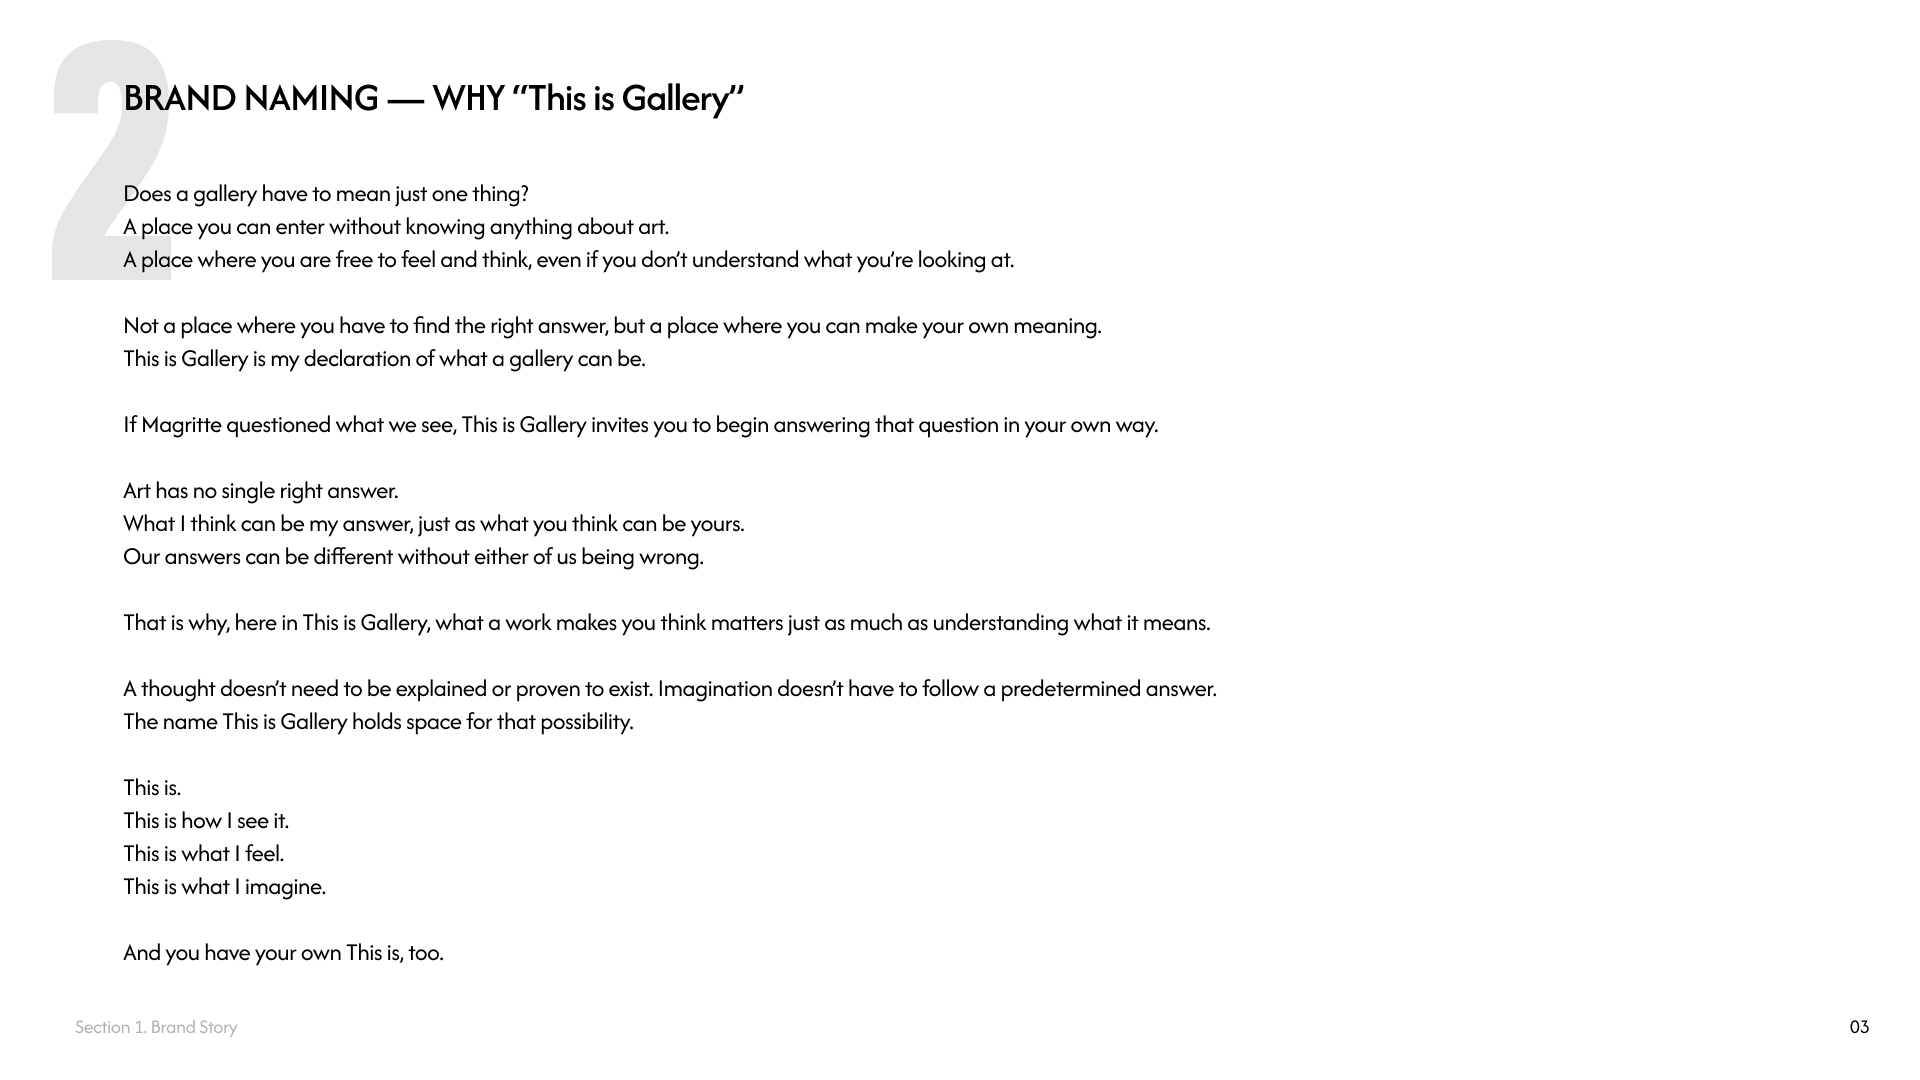 2
BRAND NAMING — WHY “This is Gallery”
Does a gallery have to mean just one thing?
A place you can enter without knowing anything about art.
A place where you are free to feel and think, even if you don’t understand what you’re looking at.
Not a place where you have to find the right answer, but a place where you can make your own meaning.
This is Gallery is my declaration of what a gallery can be.
If Magritte questioned what we see, This is Gallery invites you to begin answering that question in your own way.
Art has no single right answer.
What I think can be my answer, just as what you think can be yours.
Our answers can be different without either of us being wrong.
That is why, here in This is Gallery, what a work makes you think matters just as much as understanding what it means.
A thought doesn’t need to be explained or proven to exist. Imagination doesn’t have to follow a predetermined answer.
The name This is Gallery holds space for that possibility.
This is.
This is how I see it.
This is what I feel.
This is what I imagine.
And you have your own This is, too.
Section 1. Brand Story
03